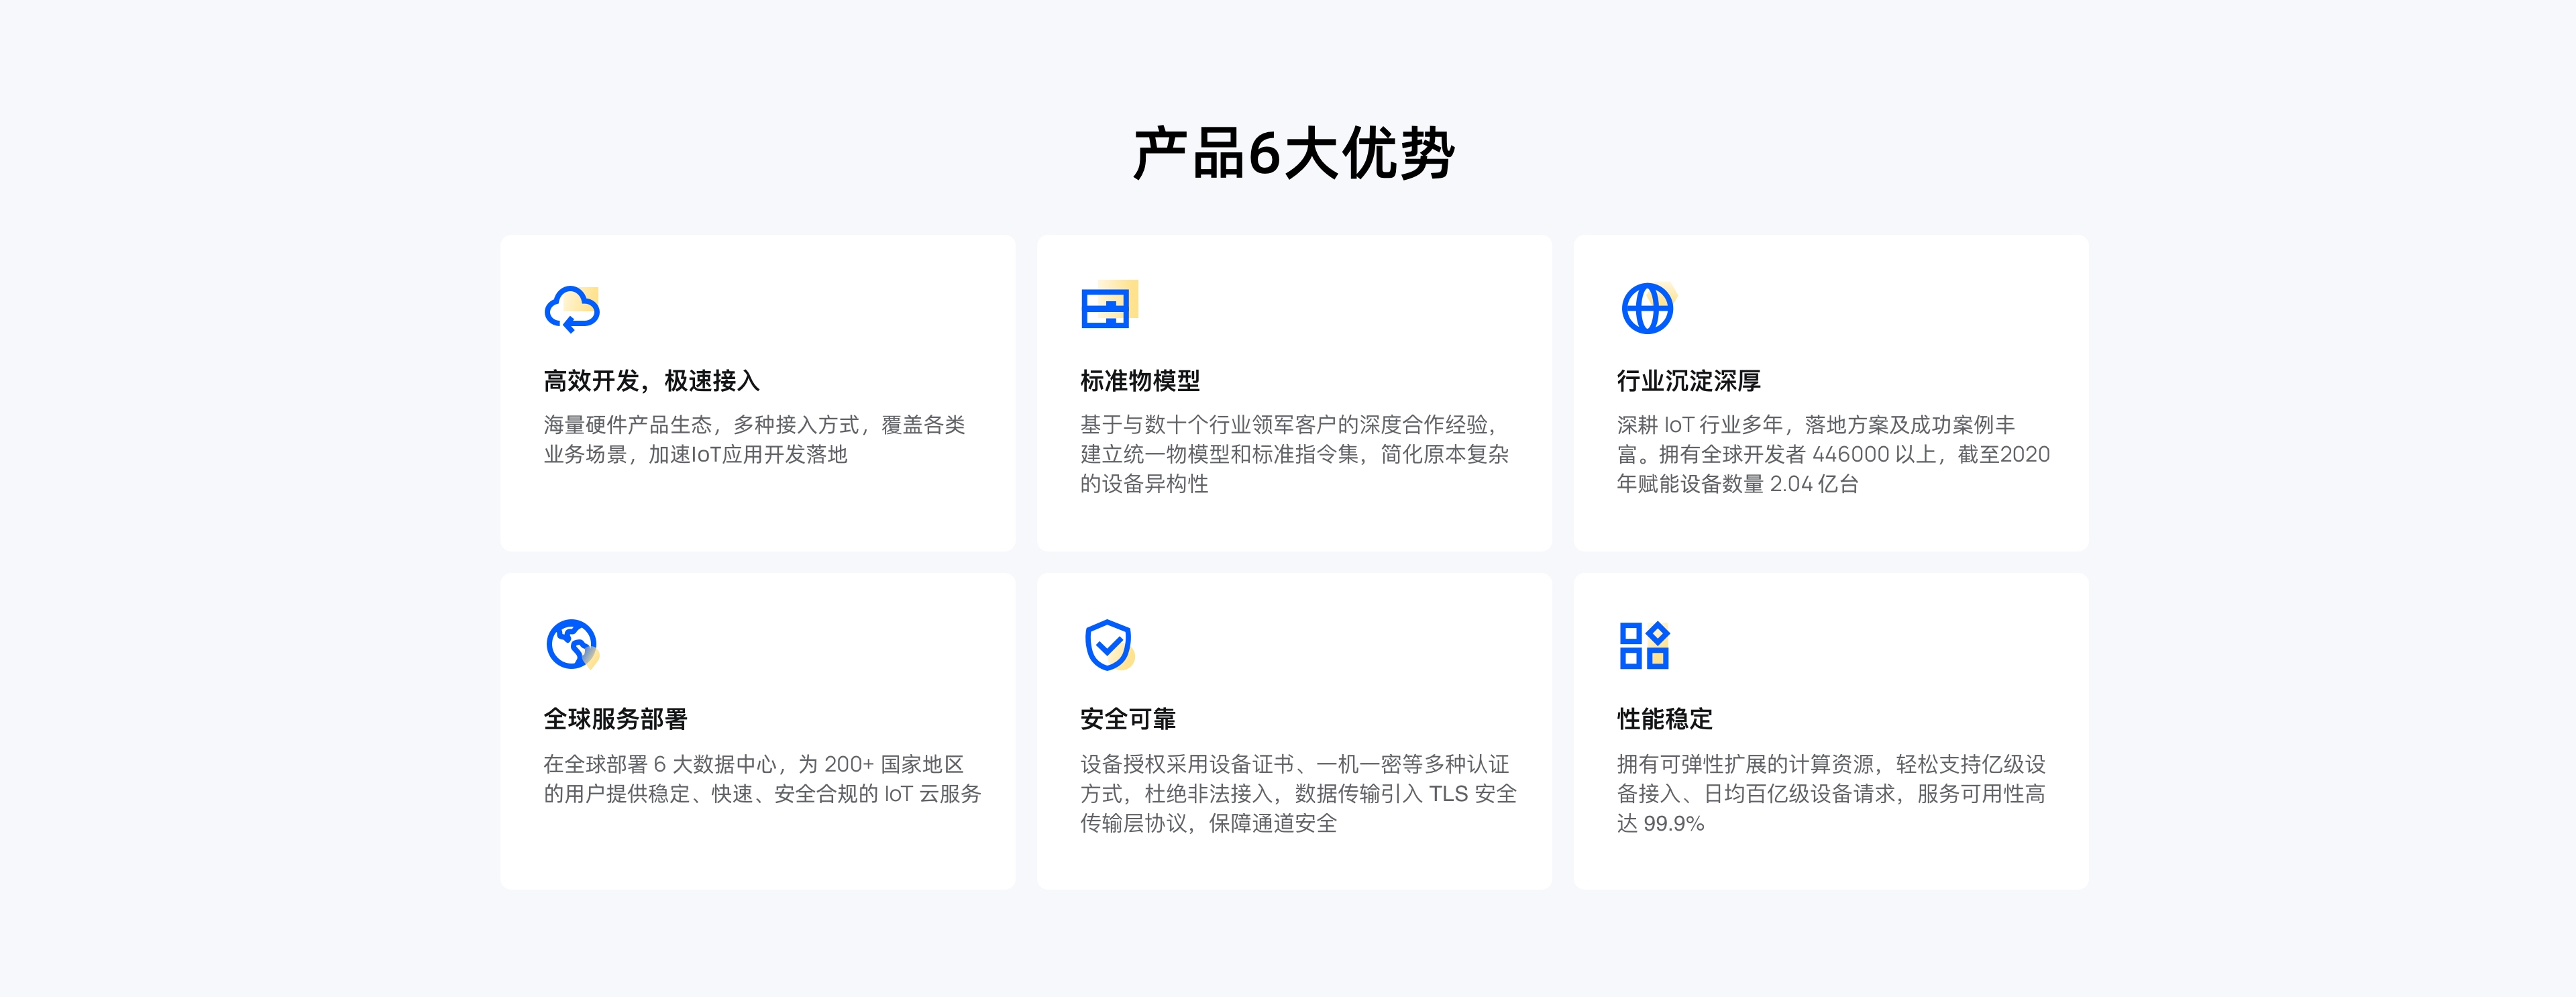 产品6大优势
高效开发，极速接入
海量硬件产品生态，多种接入方式，覆盖各类
业务场景，加速IoT应用开发落地
标准物模型
基于与数十个行业领军客户的深度合作经验，
建立统一物模型和标准指令集，简化原本复杂
的设备异构性
行业沉淀深厚
深耕 IoT 行业多年，落地方案及成功案例丰
富。拥有全球开发者 446000 以上，截至2020
年赋能设备数量 2.04 亿台
全球服务部署
在全球部署 6 大数据中心，为 200+ 国家地区
的用户提供稳定、快速、安全合规的 IoT 云服务
安全可靠
设备授权采用设备证书、一机一密等多种认证
方式，杜绝非法接入，数据传输引入 TLS 安全
传输层协议，保障通道安全
性能稳定
拥有可弹性扩展的计算资源，轻松支持亿级设
备接入、日均百亿级设备请求，服务可用性高
达 99.9%